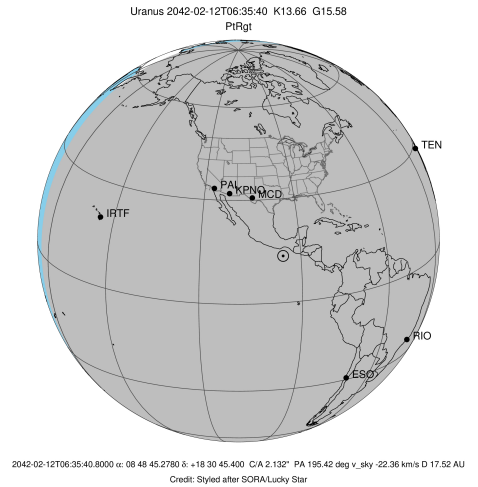 Uranus 2042-02-12T06:35:40 K13.66 G15.58
PtRgt
TEN
PAL
KPNO
MCD
IRTF
RIO
ESO
2042-02-12T06:35:40.8000 α: 08 48 45.2780 δ: +18 30 45.400 C/A 2.132" PA 195.42 deg v_sky -22.36 km/s D 17.52 AU
Credit: Styled after SORA/Lucky Star